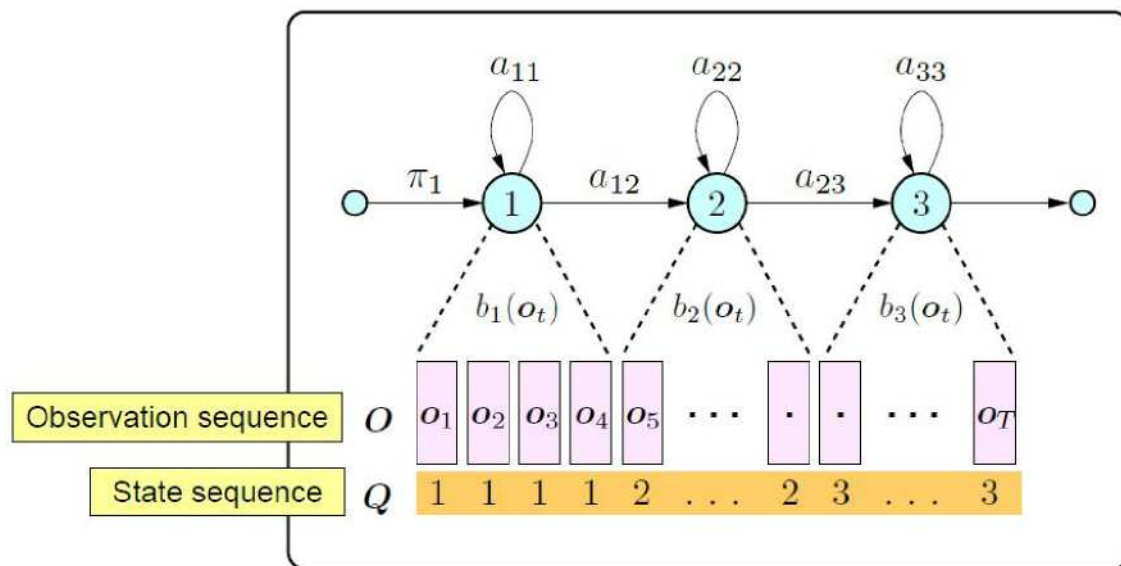 a₁₁ a₂₂ a₃₃
π₁ a₁₂ a₂₃
1 2 3
b₁(oₜ) b₂(oₜ) b₃(oₜ)
Observation sequence O o₁ o₂ o₃ o₄ o₅ · · · · · · · · o_T
State sequence Q 1 1 1 1 2 . . . 2 3 . . . 3